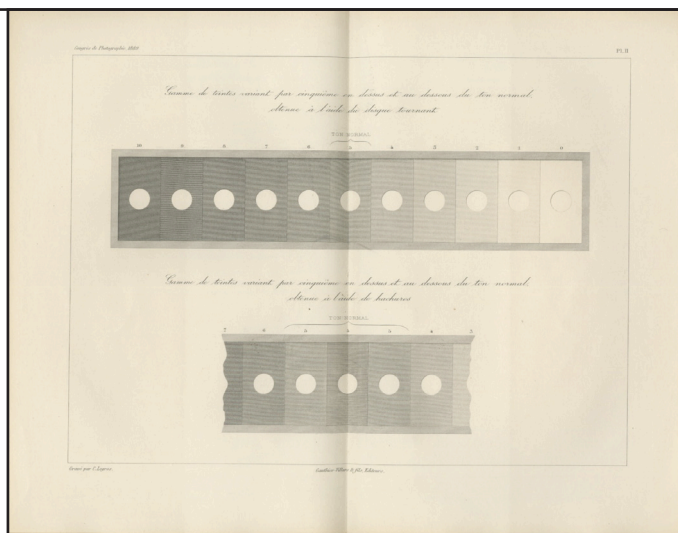 Congrès de Photographie, 1889
Pl. II
Gamme de teintes variant par cinquième en dessus et au dessous du ton normal,
obtenue à l'aide du disque tournant
TON NORMAL
10 9 8 7 6 5 4 3 2 1 0
Gamme de teintes variant par cinquième en dessus et au dessous du ton normal,
obtenue à l'aide de hachures
TON NORMAL
7 6 5 4 3
Gauthier-Villars & fils, Editeurs.